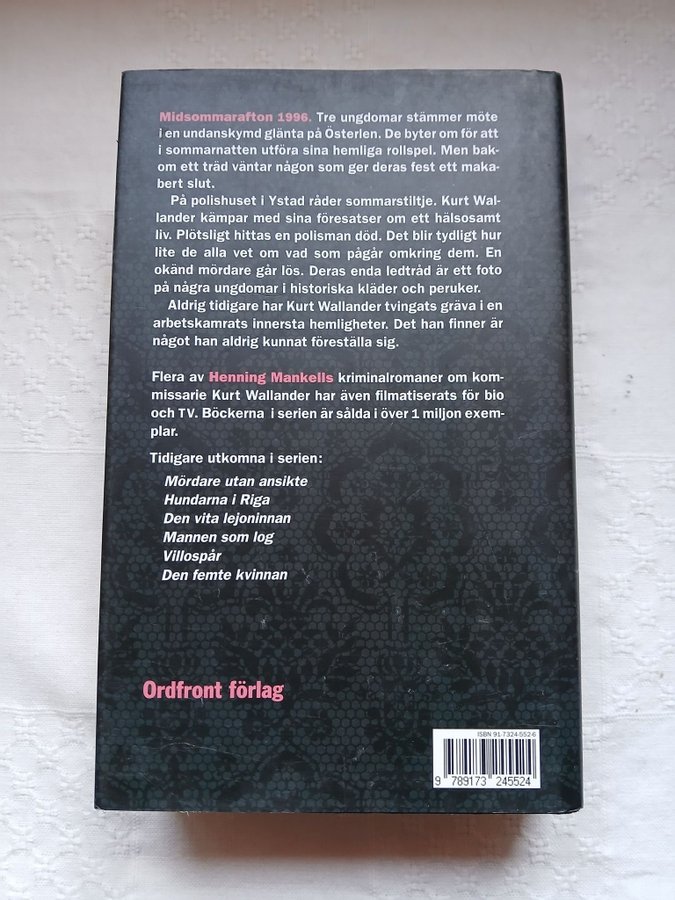 Midsommarafton 1996. Tre ungdomar stämmer möte
i en undanskymd glänta på Österlen. De byter om för att
i sommarnatten utföra sina hemliga rollspel. Men bak-
om ett träd väntar någon som ger deras fest ett maka-
bert slut.
På polishuset i Ystad råder sommarstiltje. Kurt Wal-
lander kämpar med sina föresatser om ett hälsosamt
liv. Plötsligt hittas en polisman död. Det blir tydligt hur
lite de alla vet om vad som pågår omkring dem. En
okänd mördare går lös. Deras enda ledtråd är ett foto
på några ungdomar i historiska kläder och peruker.
Aldrig tidigare har Kurt Wallander tvingats gräva i en
arbetskamrats innersta hemligheter. Det han finner är
något han aldrig kunnat föreställa sig.
Flera av Henning Mankells kriminalromaner om kom-
missarie Kurt Wallander har även filmatiserats för bio
och TV. Böckerna i serien är sålda i över 1 miljon exem-
plar.
Tidigare utkomna i serien:
Mördare utan ansikte
Hundarna i Riga
Den vita lejoninnan
Mannen som log
Villospår
Den femte kvinnan
Ordfront förlag
ISBN 91 7324-552 6
9 789173 245524